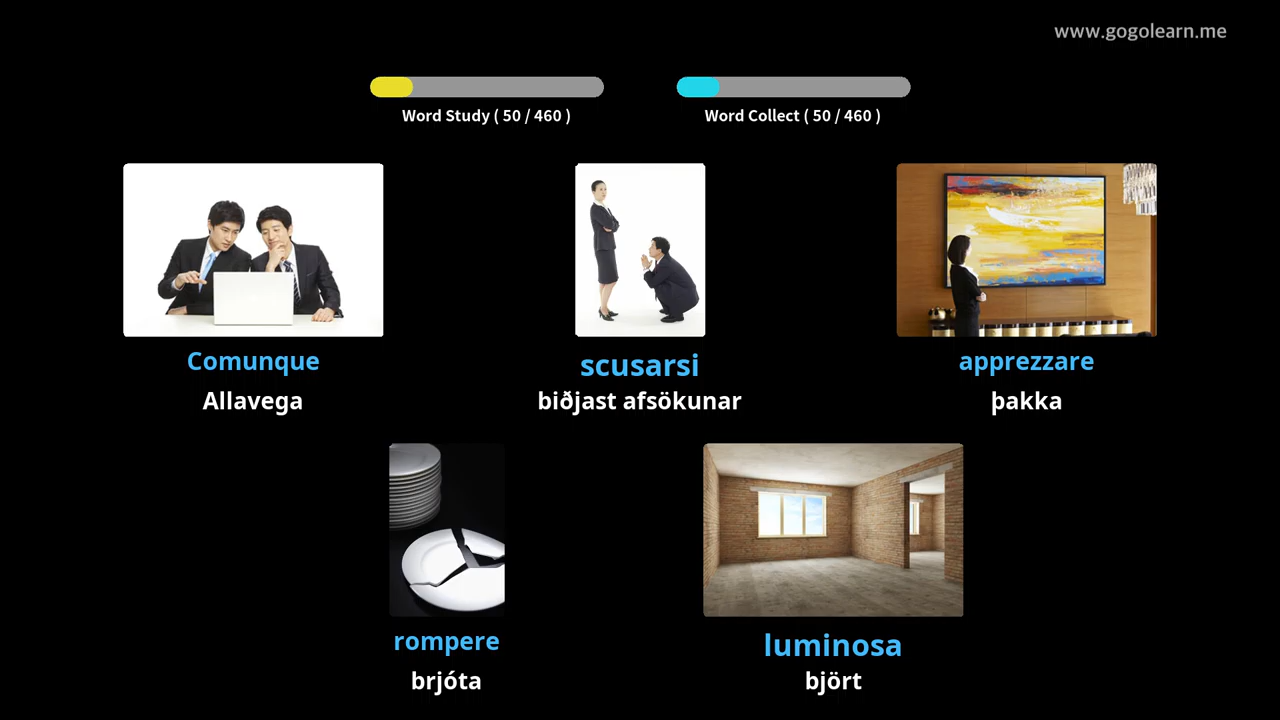 www.gogolearn.me
Word Study ( 50 / 460 )
Word Collect ( 50 / 460 )
Comunque
Allavega
scusarsi
biðjast afsökunar
apprezzare
þakka
rompere
brjóta
luminosa
björt